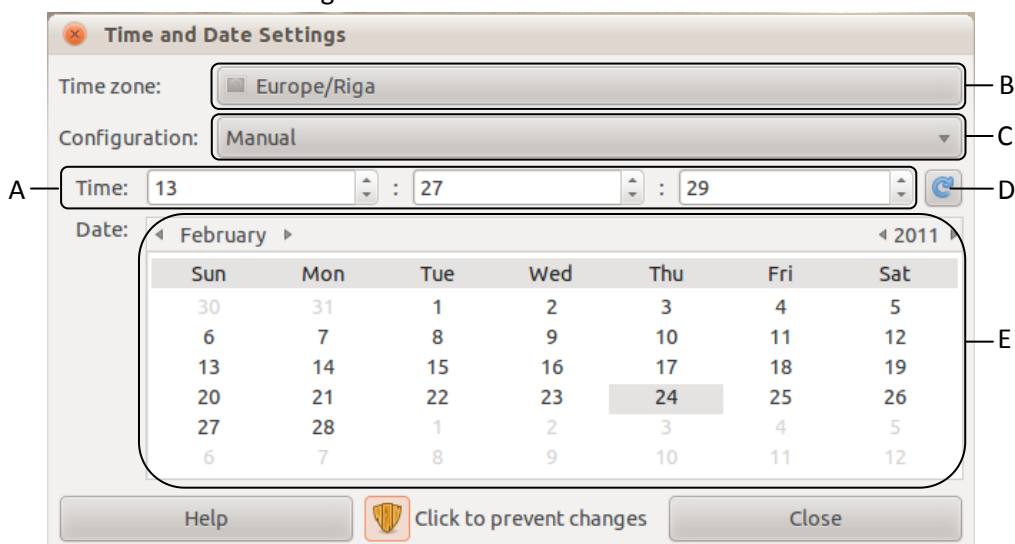 Time and Date Settings
Time zone: Europe/Riga B
Configuration: Manual C
A Time: 13 : 27 : 29 D
Date: February 2011
Sun Mon Tue Wed Thu Fri Sat
30 31 1 2 3 4 5
6 7 8 9 10 11 12
13 14 15 16 17 18 19
20 21 22 23 24 25 26
27 28 1 2 3 4 5
6 7 8 9 10 11 12
E
Help Click to prevent changes Close